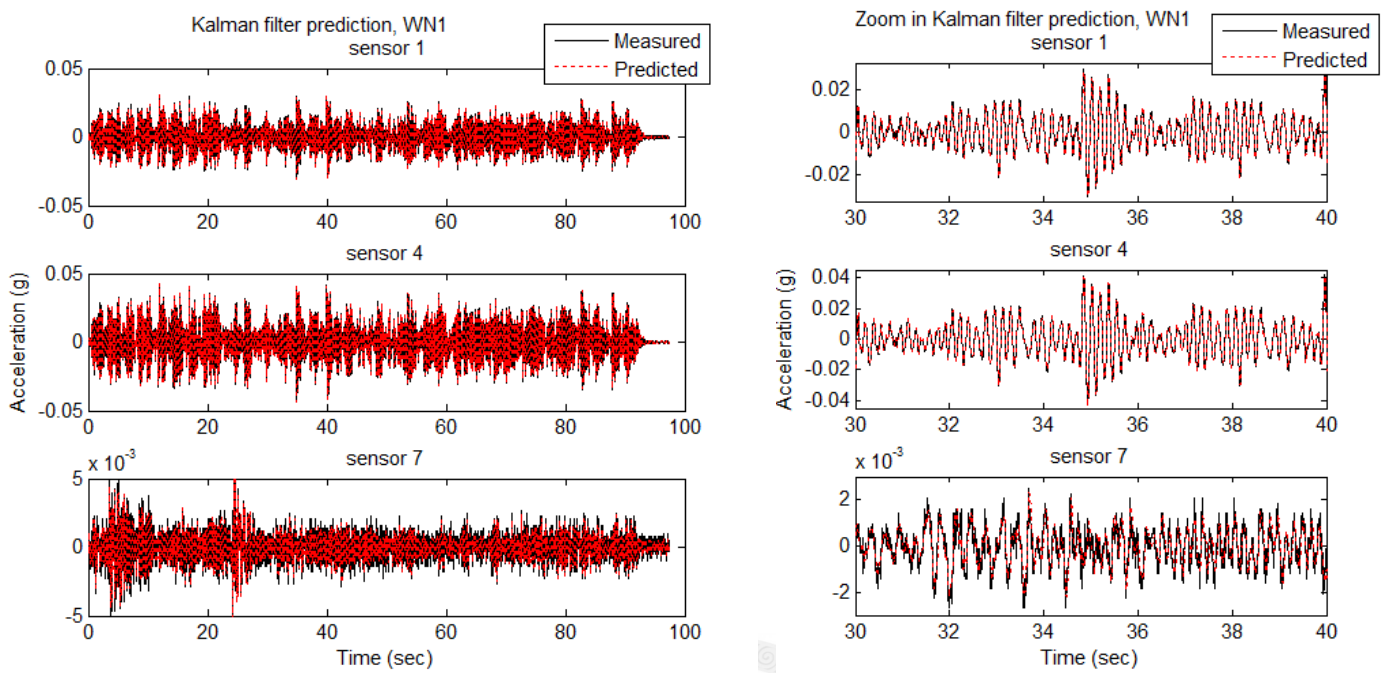 Kalman filter prediction, WN1
sensor 1
Measured
Predicted
0.05
0
-0.05
0 20 40 60 80 100
sensor 4
0.05
0
-0.05
0 20 40 60 80 100
Acceleration (g)
x 10-3
sensor 7
5
0
-5
0 20 40 60 80 100
Time (sec)
Zoom in Kalman filter prediction, WN1
sensor 1
Measured
Predicted
0.02
0
-0.02
30 32 34 36 38 40
sensor 4
0.04
0.02
0
-0.02
-0.04
30 32 34 36 38 40
Acceleration (g)
x 10-3
sensor 7
2
0
-2
30 32 34 36 38 40
Time (sec)